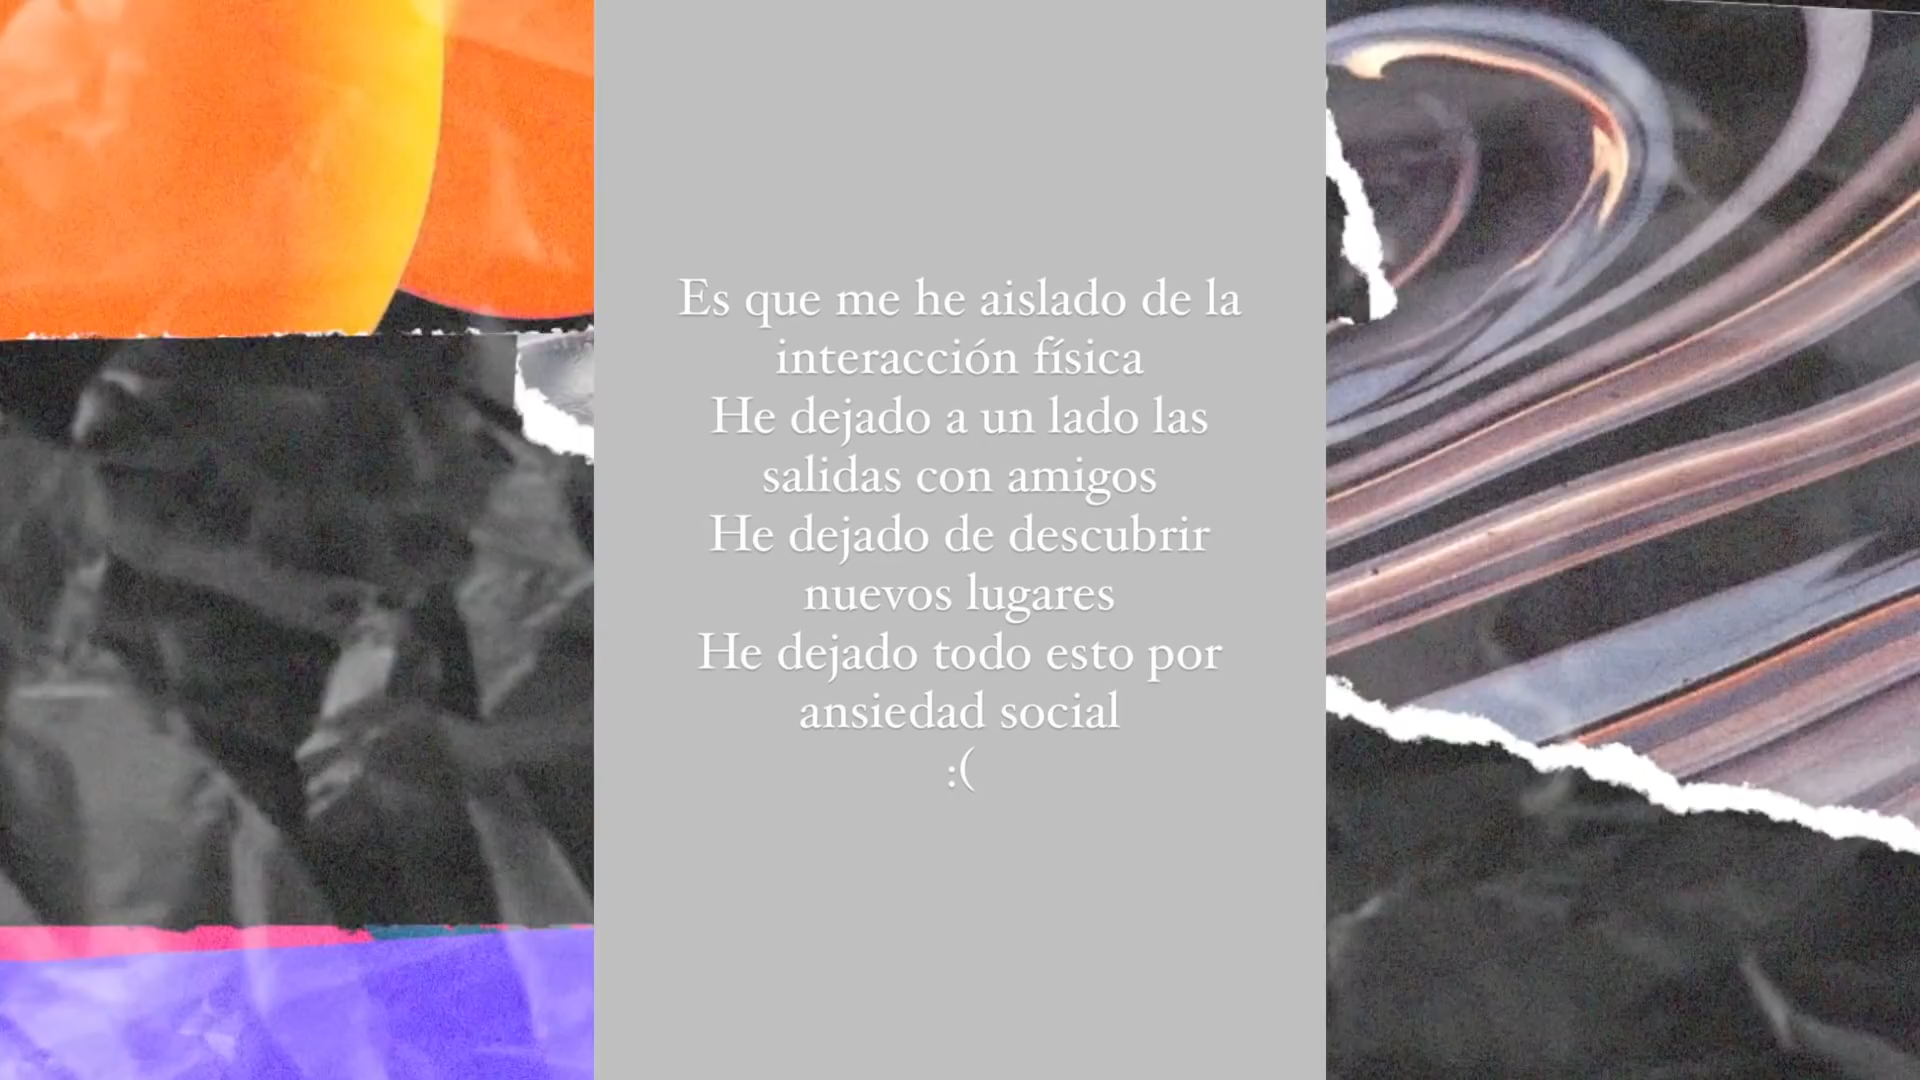 Es que me he aislado de la
interacción física
He dejado a un lado las
salidas con amigos
He dejado de descubrir
nuevos lugares
He dejado todo esto por
ansiedad social
:(